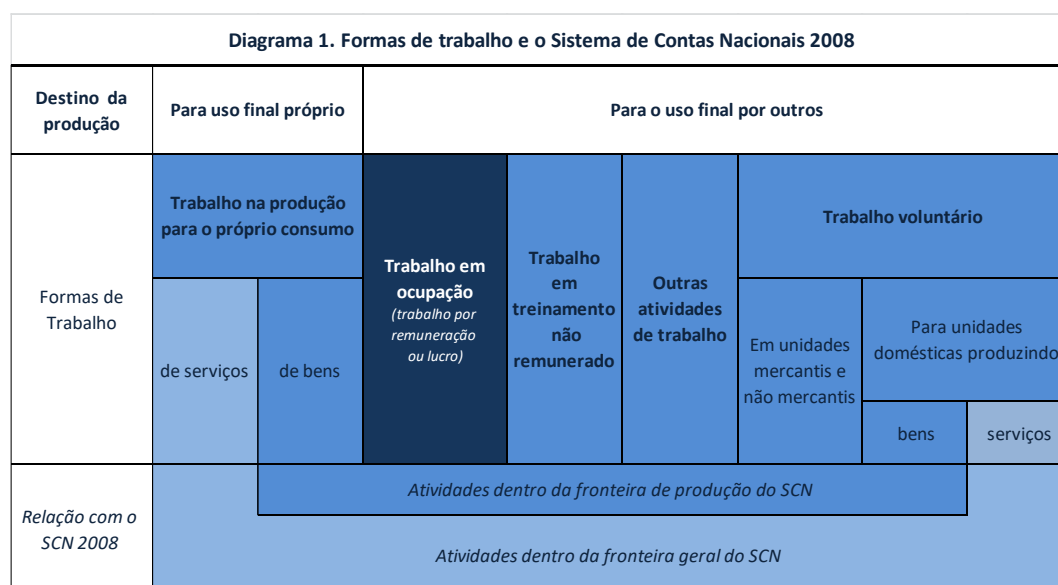 Diagrama 1. Formas de trabalho e o Sistema de Contas Nacionais 2008
Destino da
produção
Para uso final próprio
Para o uso final por outros
Formas de
Trabalho
Trabalho na produção
para o próprio consumo
de serviços
de bens
Trabalho em
ocupação
(trabalho por
remuneração
ou lucro)
Trabalho
em
treinamento
não
remunerado
Outras
atividades
de trabalho
Trabalho voluntário
Em unidades
mercantis e
não mercantis
Para unidades
domésticas produzindo
bens
serviços
Relação com o
SCN 2008
Atividades dentro da fronteira de produção do SCN
Atividades dentro da fronteira geral do SCN